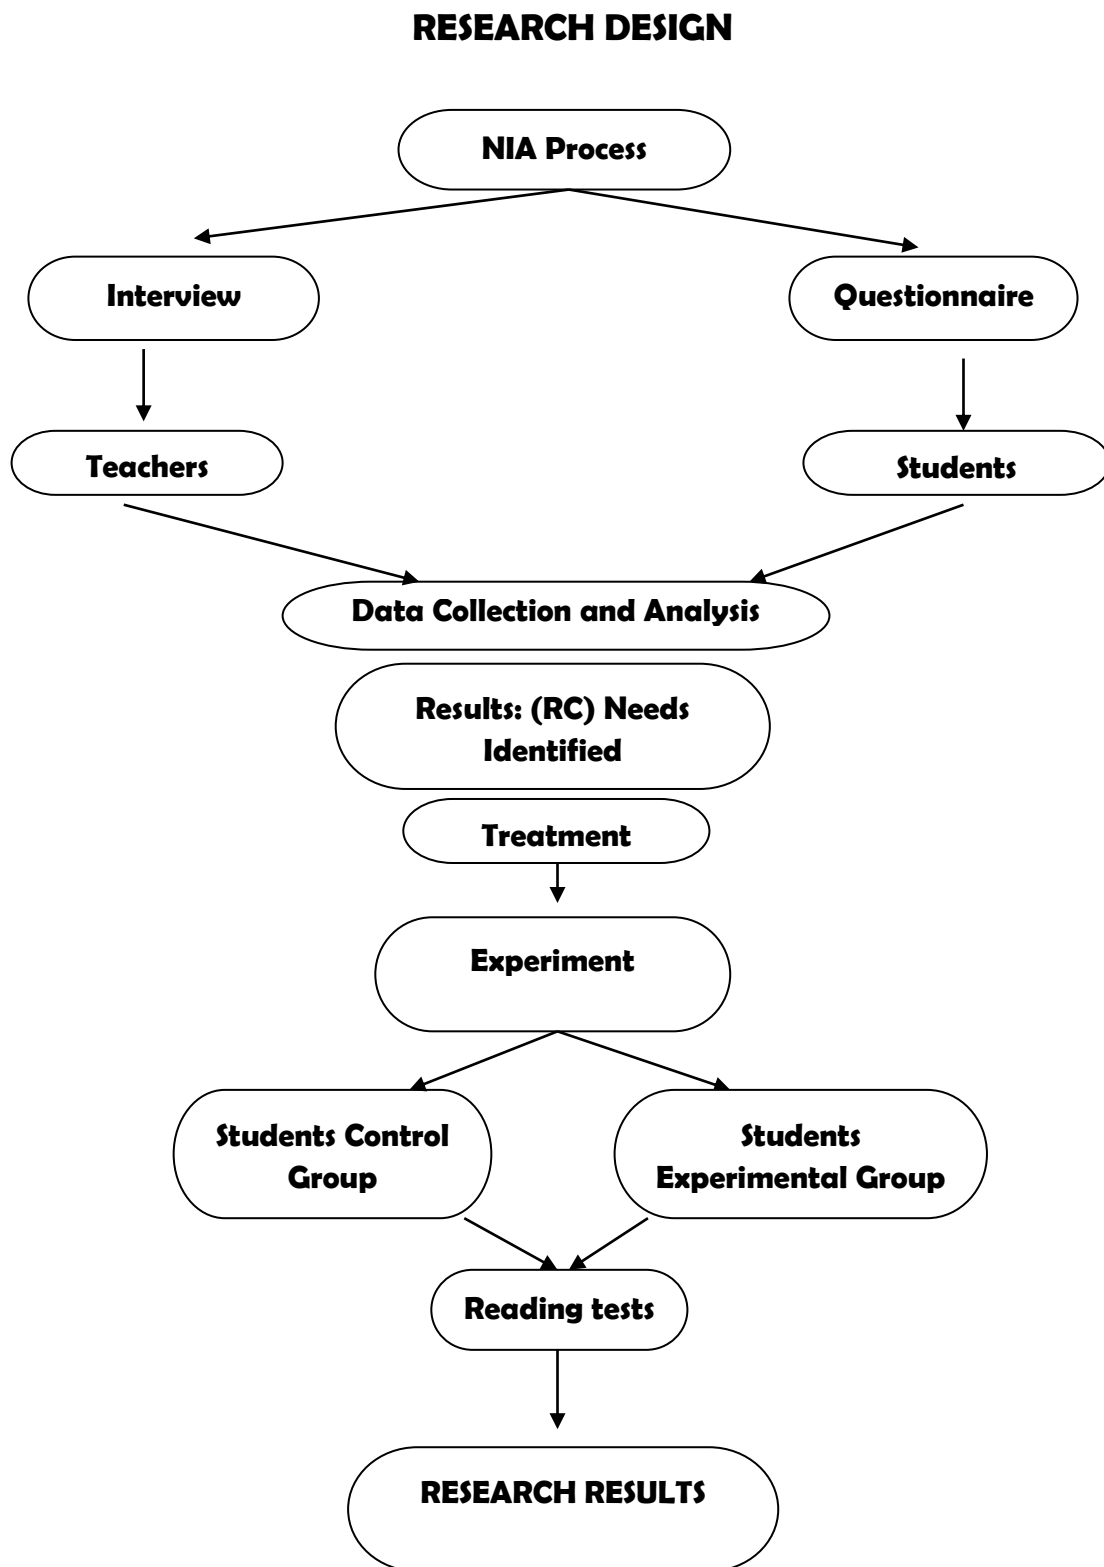 RESEARCH DESIGN
NIA Process
Interview
Questionnaire
Teachers
Students
Data Collection and Analysis
Results: (RC) Needs
Identified
Treatment
Experiment
Students Control
Group
Students
Experimental Group
Reading tests
RESEARCH RESULTS